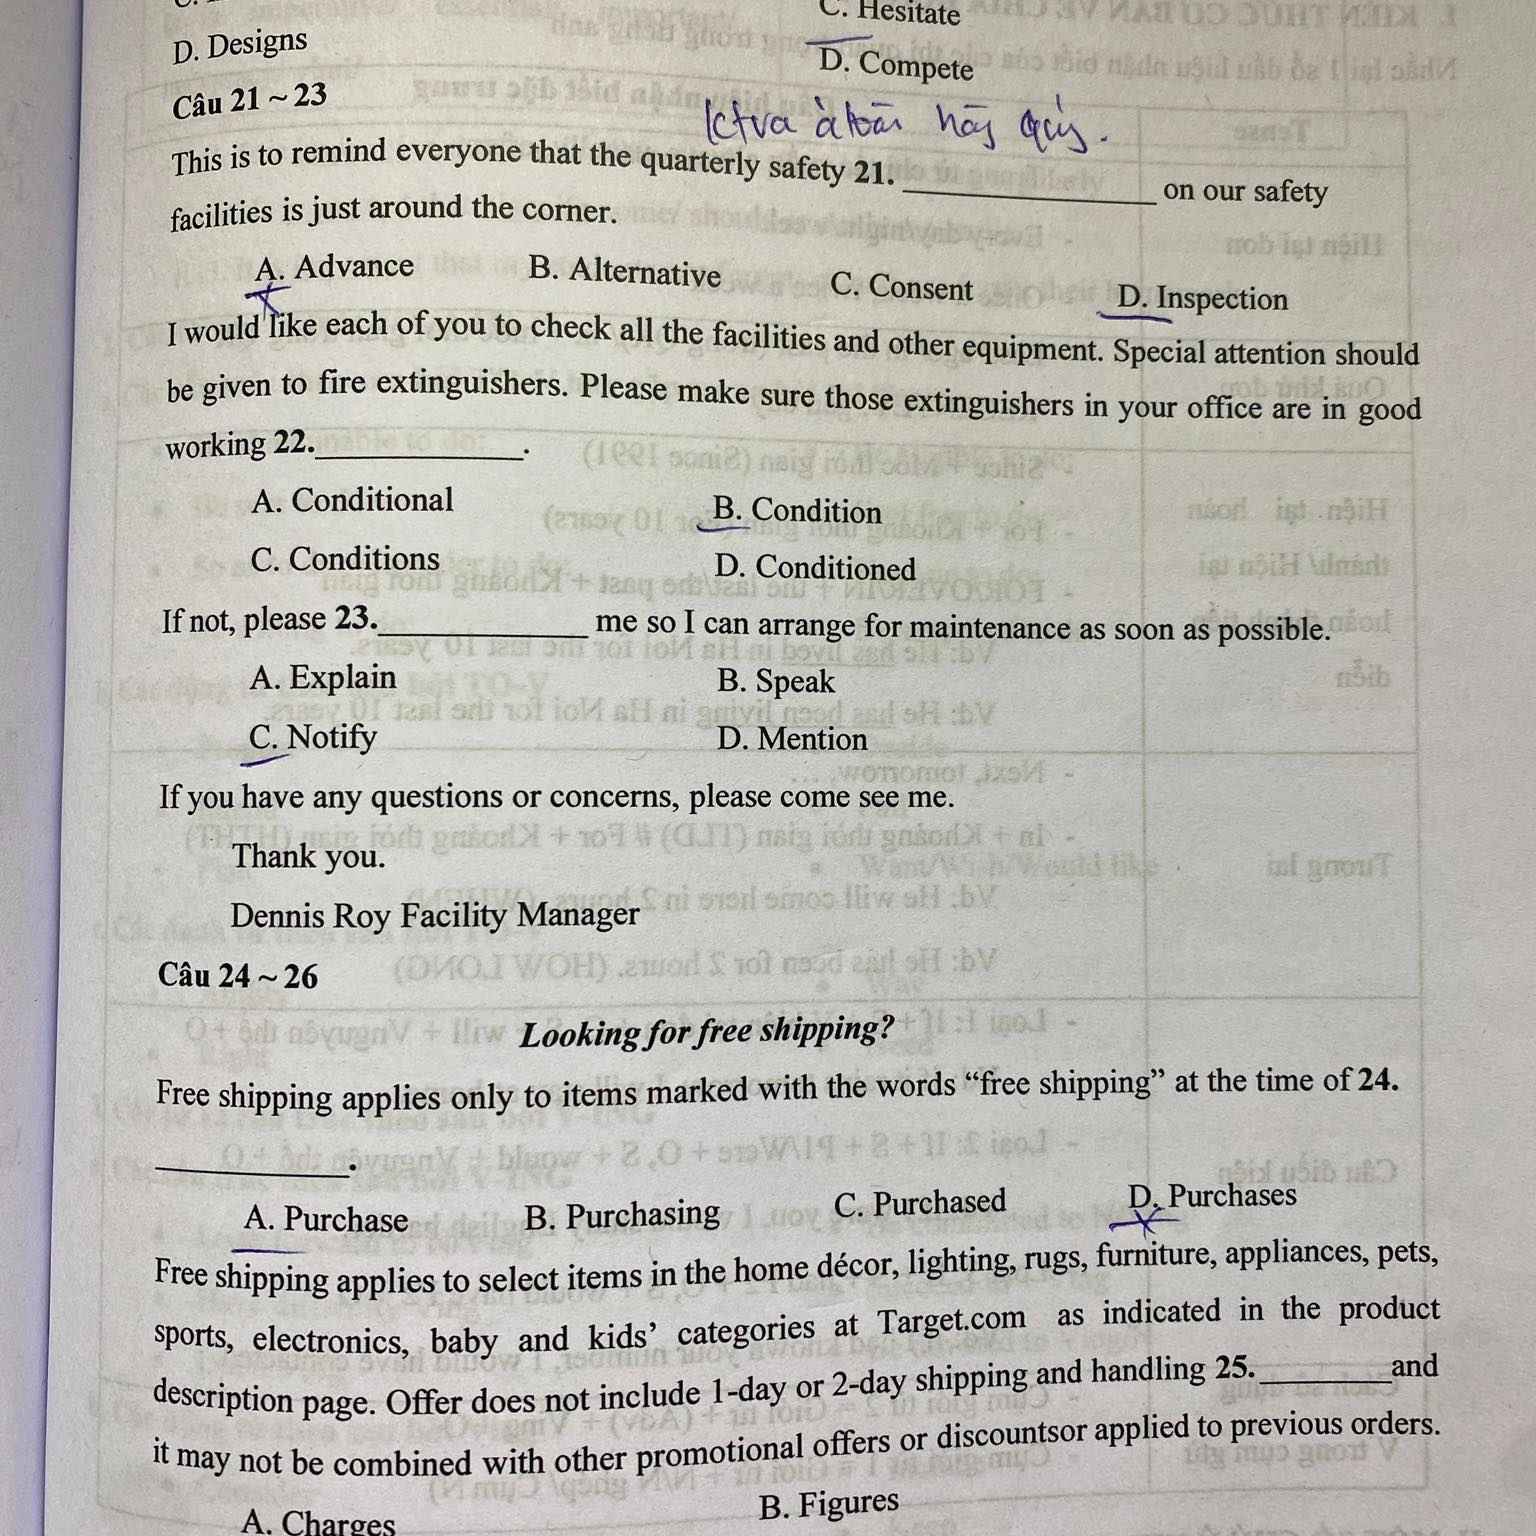 C. Hesitate
D. Designs
D. Compete
Câu 21 ~ 23
This is to remind everyone that the quarterly safety 21. ____________ on our safety
facilities is just around the corner.
A. Advance B. Alternative C. Consent D. Inspection
I would like each of you to check all the facilities and other equipment. Special attention should
be given to fire extinguishers. Please make sure those extinguishers in your office are in good
working 22.____________.
A. Conditional B. Condition
C. Conditions D. Conditioned
If not, please 23.____________ me so I can arrange for maintenance as soon as possible.
A. Explain B. Speak
C. Notify D. Mention
If you have any questions or concerns, please come see me.
Thank you.
Dennis Roy Facility Manager
Câu 24 ~ 26
Looking for free shipping?
Free shipping applies only to items marked with the words “free shipping” at the time of 24.
____________.
A. Purchase B. Purchasing C. Purchased D. Purchases
Free shipping applies to select items in the home décor, lighting, rugs, furniture, appliances, pets,
sports, electronics, baby and kids’ categories at Target.com as indicated in the product
description page. Offer does not include 1-day or 2-day shipping and handling 25.________and
it may not be combined with other promotional offers or discountsor applied to previous orders.
A. Charges B. Figures